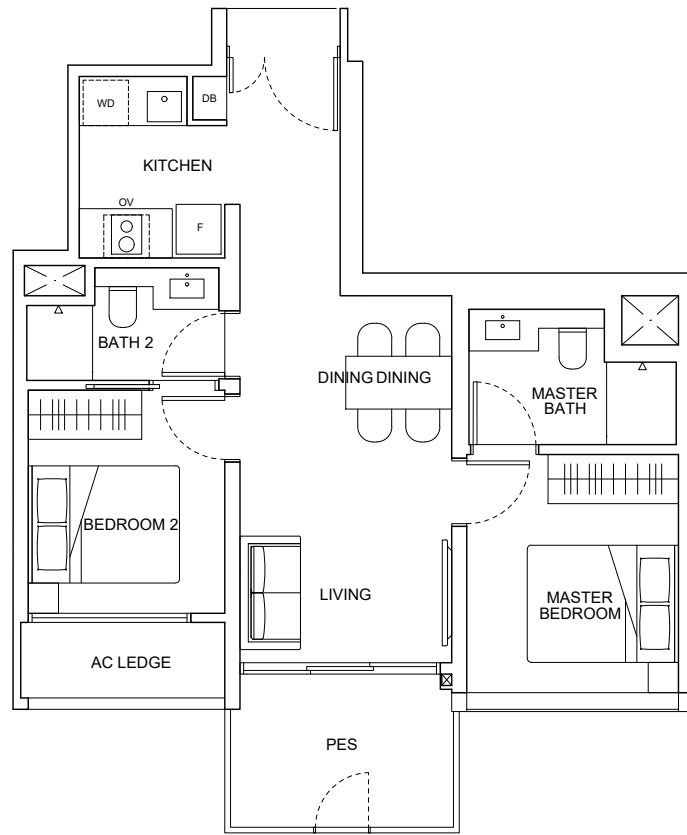 WD
DB
KITCHEN
OV
F
BATH 2
DINING DINING
MASTER
BATH
BEDROOM 2
LIVING
MASTER
BEDROOM
AC LEDGE
PES